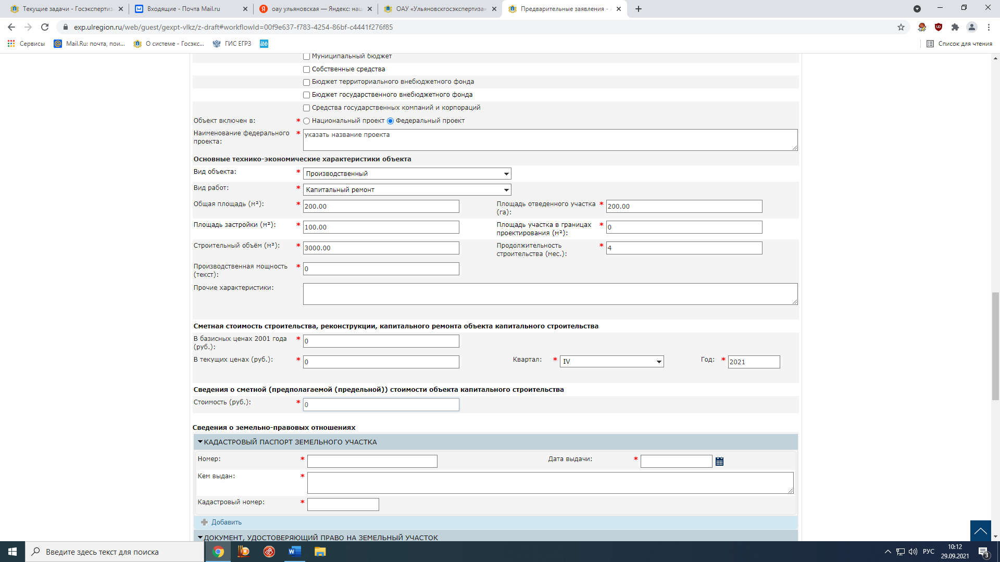 Текущие задачи - Госэкспертиз
Входящие - Почта Mail.ru
оау ульяновская — Яндекс: наш
ОАУ «Ульяновскгосэкспертиза»
Предварительные заявления - А
exp.ulregion.ru/web/guest/gexpt-vlkz/z-draft#workflowId=00f9e637-f783-4254-86bf-c4441f276f85
Сервисы
Mail.Ru: почта, пои...
О системе - Госэкс...
ГИС ЕГРЗ
ibb
Список для чтения
Муниципальный бюджет
Собственные средства
Бюджет территориального внебюджетного фонда
Бюджет государственного внебюджетного фонда
Средства государственных компаний и корпораций
Объект включен в: * Национальный проект Федеральный проект
Наименование федерального проекта: * указать название проекта
Основные технико-экономические характеристики объекта
Вид объекта: * Производственный
Вид работ: * Капитальный ремонт
Общая площадь (м²): * 200.00 Площадь отведенного участка (га): * 200.00
Площадь застройки (м²): * 100.00 Площадь участка в границах проектирования (м²): * 0
Строительный объём (м³): * 3000.00 Продолжительность строительства (мес.): * 4
Производственная мощность (текст): * 0
Прочие характеристики:
Сметная стоимость строительства, реконструкции, капитального ремонта объекта капитального строительства
В базисных ценах 2001 года (руб.): * 0
В текущих ценах (руб.): * 0 Квартал: * IV Год: * 2021
Сведения о сметной (предполагаемой (предельной)) стоимости объекта капитального строительства
Стоимость (руб.): * 0
Сведения о земельно-правовых отношениях
КАДАСТРОВЫЙ ПАСПОРТ ЗЕМЕЛЬНОГО УЧАСТКА
Номер: * Дата выдачи: *
Кем выдан: *
Кадастровый номер: *
Добавить
ДОКУМЕНТ, УДОСТОВЕРЯЮЩИЙ ПРАВО НА ЗЕМЕЛЬНЫЙ УЧАСТОК
Введите здесь текст для поиска
РУС
10:12
29.09.2021
3